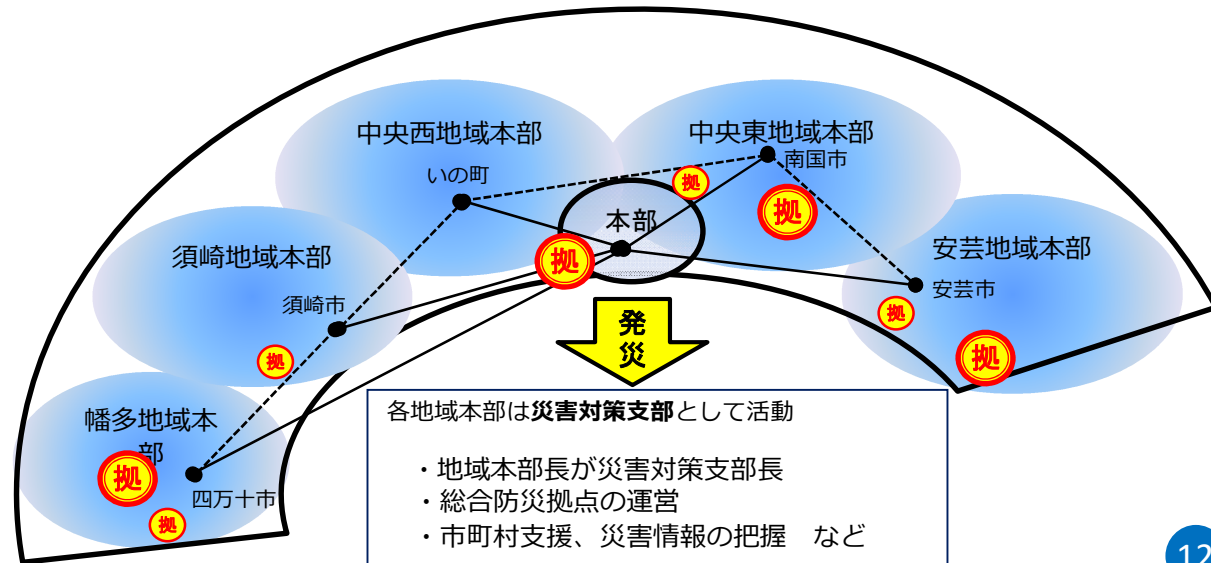 中央西地域本部
中央東地域本部
南国市
いの町
拠
拠
本部
須崎地域本部
安芸地域本部
拠
安芸市
須崎市
拠
発
災
拠
拠
各地域本部は災害対策支部として活動
・地域本部長が災害対策支部長
・総合防災拠点の運営
・市町村支援、災害情報の把握　など
幡多地域本
部
拠
四万十市
拠
12